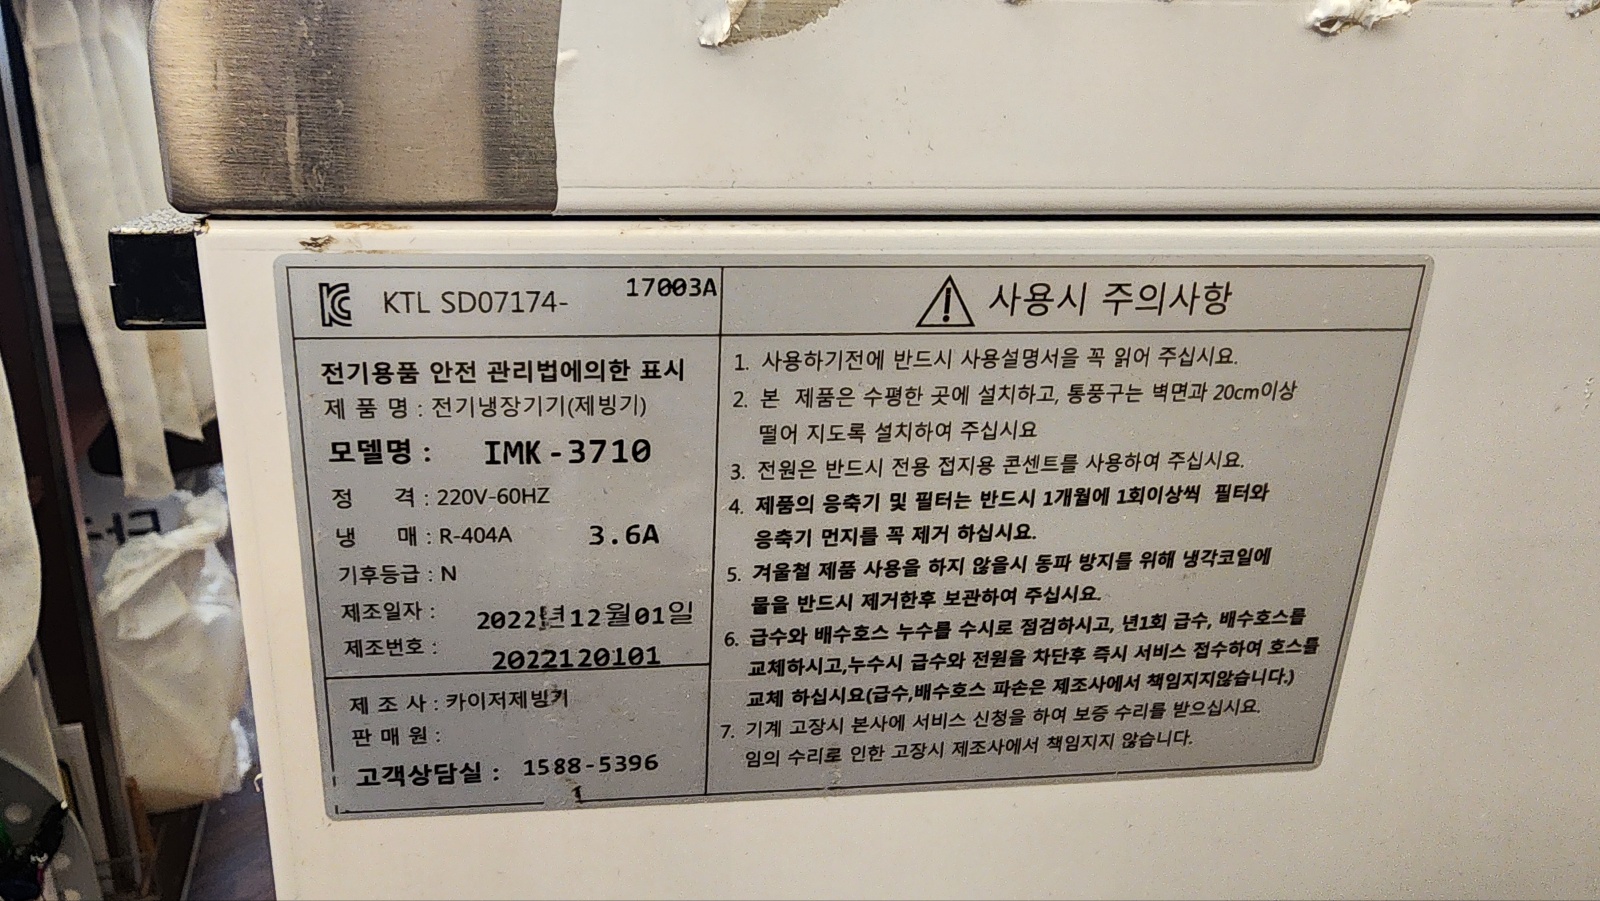 KC KTL SD07174- 17003A
전기용품 안전 관리법에의한 표시
제 품 명 : 전기냉장기기(제빙기)
모델명 : IMK-3710
정 격 : 220V-60HZ
냉 매 : R-404A 3.6A
기후등급 : N
제조일자 : 2022년12월01일
제조번호 : 2022120101
제 조 사 : 카이저제빙기
판 매 원 :
고객상담실 : 1588-5396
사용시 주의사항
1. 사용하기전에 반드시 사용설명서을 꼭 읽어 주십시요.
2. 본 제품은 수평한 곳에 설치하고, 통풍구는 벽면과 20cm이상
떨어 지도록 설치하여 주십시요
3. 전원은 반드시 전용 접지용 콘센트를 사용하여 주십시요.
4. 제품의 응축기 및 필터는 반드시 1개월에 1회이상씩 필터와
응축기 먼지를 꼭 제거 하십시요.
5. 겨울철 제품 사용을 하지 않을시 동파 방지를 위해 냉각코일에
물을 반드시 제거한후 보관하여 주십시요.
6. 급수와 배수호스 누수를 수시로 점검하시고, 년1회 급수, 배수호스를
교체하시고,누수시 급수와 전원을 차단후 즉시 서비스 접수하여 호스를
교체 하십시요(급수,배수호스 파손은 제조사에서 책임지지않습니다.)
7. 기계 고장시 본사에 서비스 신청을 하여 보증 수리를 받으십시요.
임의 수리로 인한 고장시 제조사에서 책임지지 않습니다.